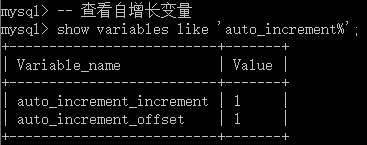 mysql> -- 查看自增长变量
mysql> show variables like 'auto_increment%';
+--------------------------+-------+
| Variable_name            | Value |
+--------------------------+-------+
| auto_increment_increment | 1     |
| auto_increment_offset    | 1     |
+--------------------------+-------+